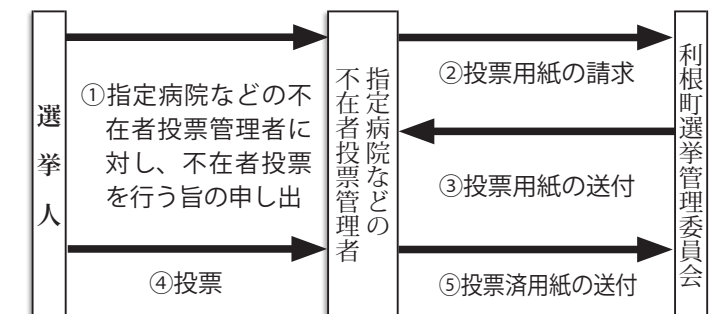 選挙人
①指定病院などの不
在者投票管理者に
対し、不在者投票
を行う旨の申し出
④投票
指定病院などの
不在者投票管理者
②投票用紙の請求
③投票用紙の送付
⑤投票済用紙の送付
利根町選挙管理委員会